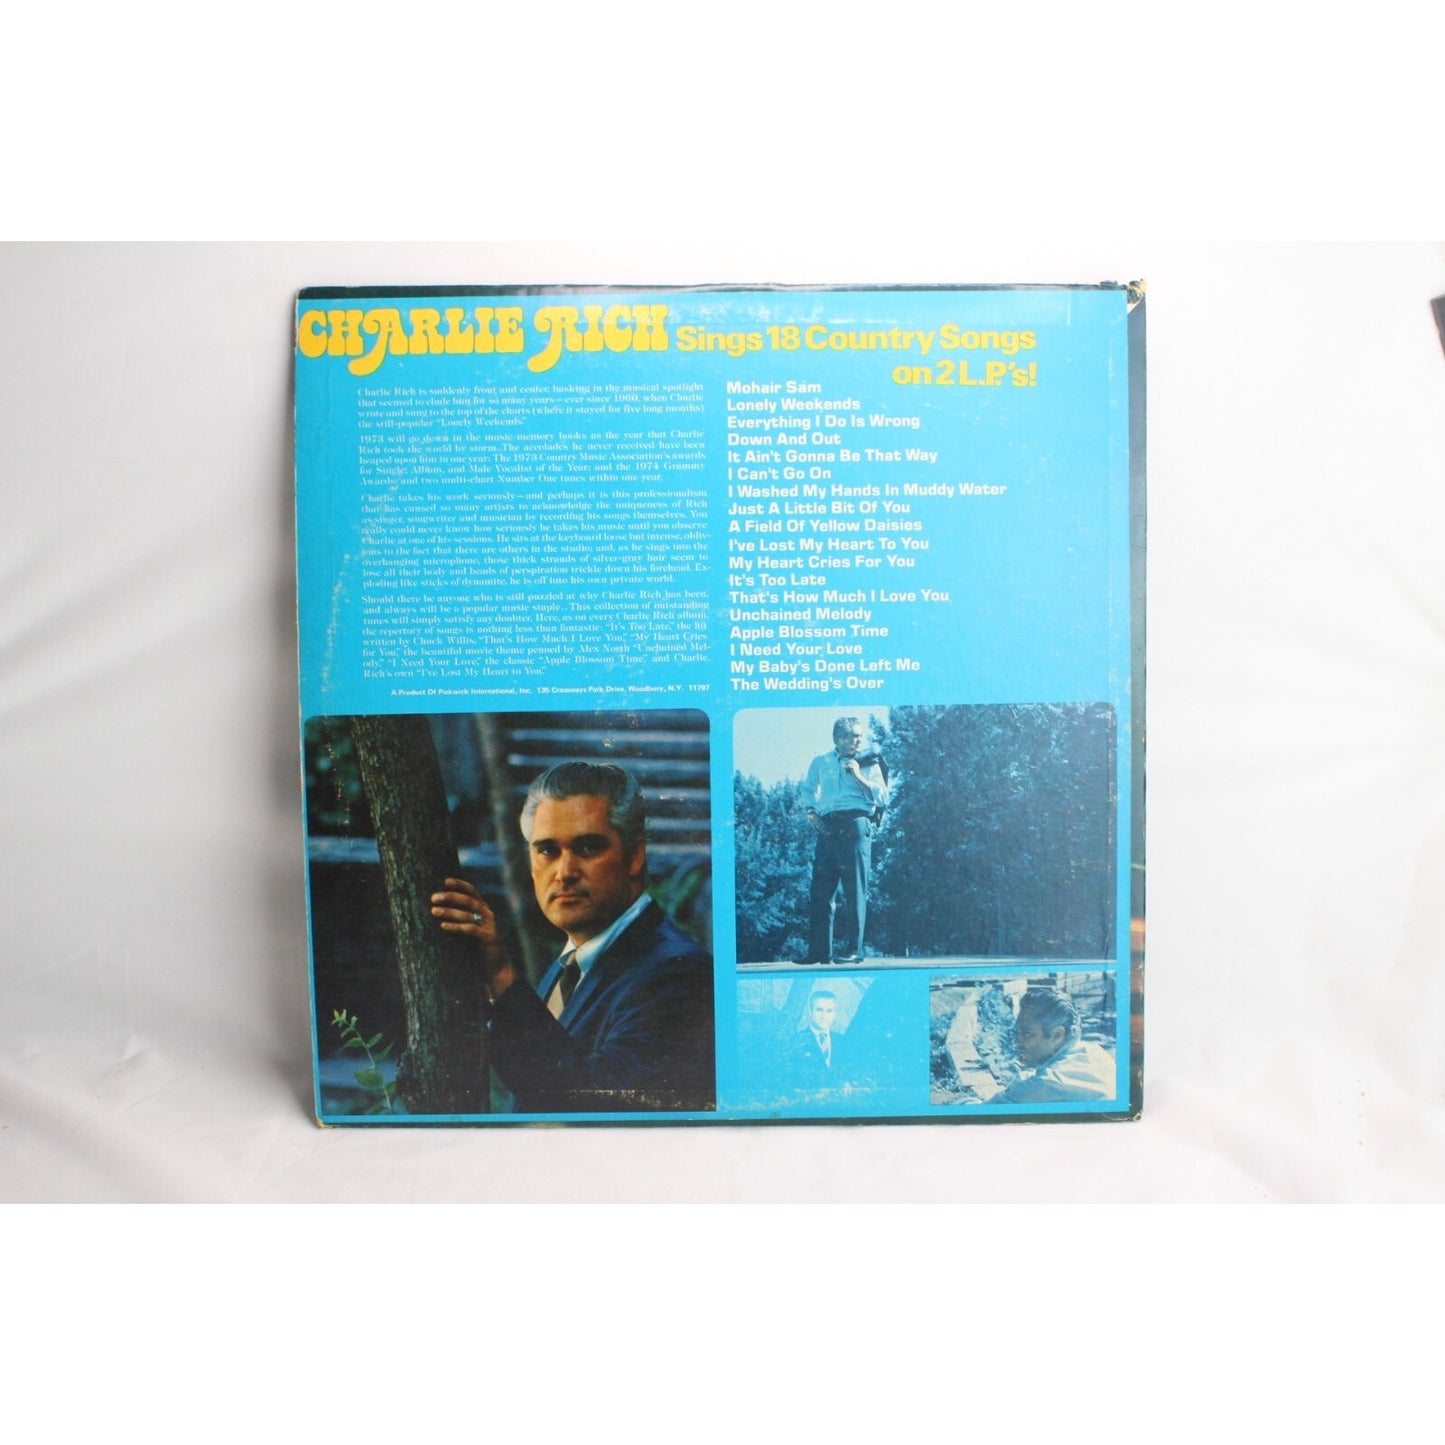 CHARLIE RICH Sings 18 Country Songs
on 2 L.P.'s!
Charlie Rich is suddenly front and center, basking in the musical spotlight
that seemed to elude him for so many years—ever since 1960, when Charlie
wrote and sung to the top of the charts (where it stayed for five long months)
the still-popular "Lonely Weekends."
1973 will go down in the music memory books as the year that Charlie
Rich took the world by storm. The accolades he never received have been
heaped upon him in one year: The 1973 Country Music Association's awards
for Single, Album, and Male Vocalist of the Year; and the 1974 Grammy
Awards; and two multi-chart Number One tunes within one year.
Charlie takes his work seriously—and perhaps it is this professionalism
that has caused so many artists to acknowledge the uniqueness of Rich
as singer, songwriter and musician by recording his songs themselves. You
really could never know how seriously he takes his music until you observe
Charlie at one of his sessions. He sits at the keyboard loose but intense, obliv-
ious to the fact that there are others in the studio; and, as he sings into the
overhanging microphone, those thick strands of silver-gray hair seem to
lose all their body and beads of perspiration trickle down his forehead. Ex-
ploding like sticks of dynamite, he is off into his own private world.
Should there be anyone who is still puzzled at why Charlie Rich has been,
and always will be a popular music staple.. This collection of outstanding
tunes will simply satisfy any doubter. Here, as on every Charlie Rich album,
the repertory of songs is nothing less than fantastic: "It's Too Late," the hit
written by Chuck Willis, "That's How Much I Love You," "My Heart Cries
for You," the beautiful movie theme penned by Alex North "Unchained Mel-
ody," "I Need Your Love," the classic "Apple Blossom Time," and Charlie
Rich's own "I've Lost My Heart to You."
A Product Of Pickwick International, Inc. 135 Crossways Park Drive, Woodbury, N.Y. 11797
Mohair Sam
Lonely Weekends
Everything I Do Is Wrong
Down And Out
It Ain't Gonna Be That Way
I Can't Go On
I Washed My Hands In Muddy Water
Just A Little Bit Of You
A Field Of Yellow Daisies
I've Lost My Heart To You
My Heart Cries For You
It's Too Late
That's How Much I Love You
Unchained Melody
Apple Blossom Time
I Need Your Love
My Baby's Done Left Me
The Wedding's Over